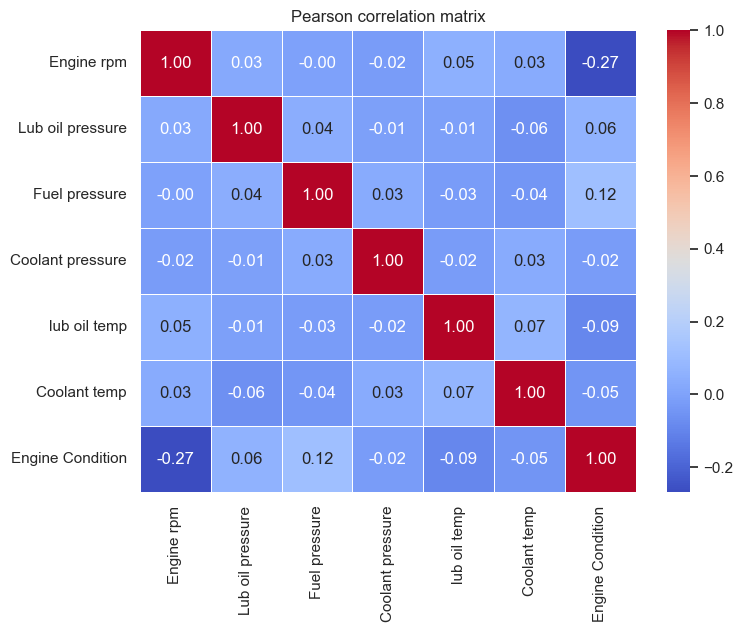 Pearson correlation matrix
Engine rpm 1.00 0.03 -0.00 -0.02 0.05 0.03 -0.27
Lub oil pressure 0.03 1.00 0.04 -0.01 -0.01 -0.06 0.06
Fuel pressure -0.00 0.04 1.00 0.03 -0.03 -0.04 0.12
Coolant pressure -0.02 -0.01 0.03 1.00 -0.02 0.03 -0.02
lub oil temp 0.05 -0.01 -0.03 -0.02 1.00 0.07 -0.09
Coolant temp 0.03 -0.06 -0.04 0.03 0.07 1.00 -0.05
Engine Condition -0.27 0.06 0.12 -0.02 -0.09 -0.05 1.00
Engine rpm
Lub oil pressure
Fuel pressure
Coolant pressure
lub oil temp
Coolant temp
Engine Condition
1.0
0.8
0.6
0.4
0.2
0.0
−0.2